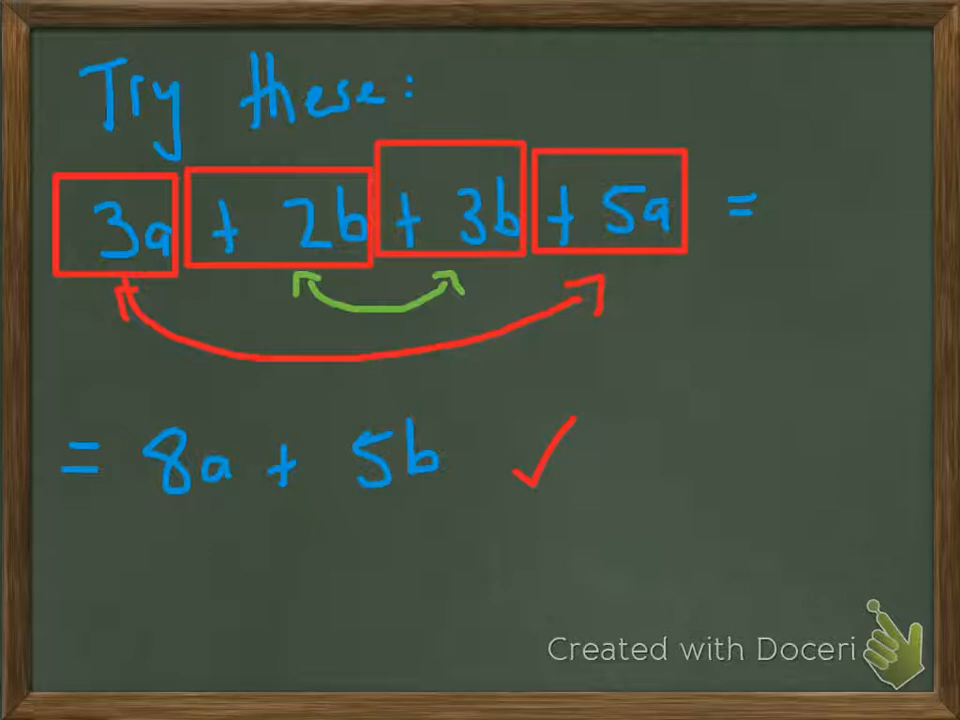 Try these:
3a + 2b + 3b + 5a =
= 8a + 5b ✓
Created with Doceri